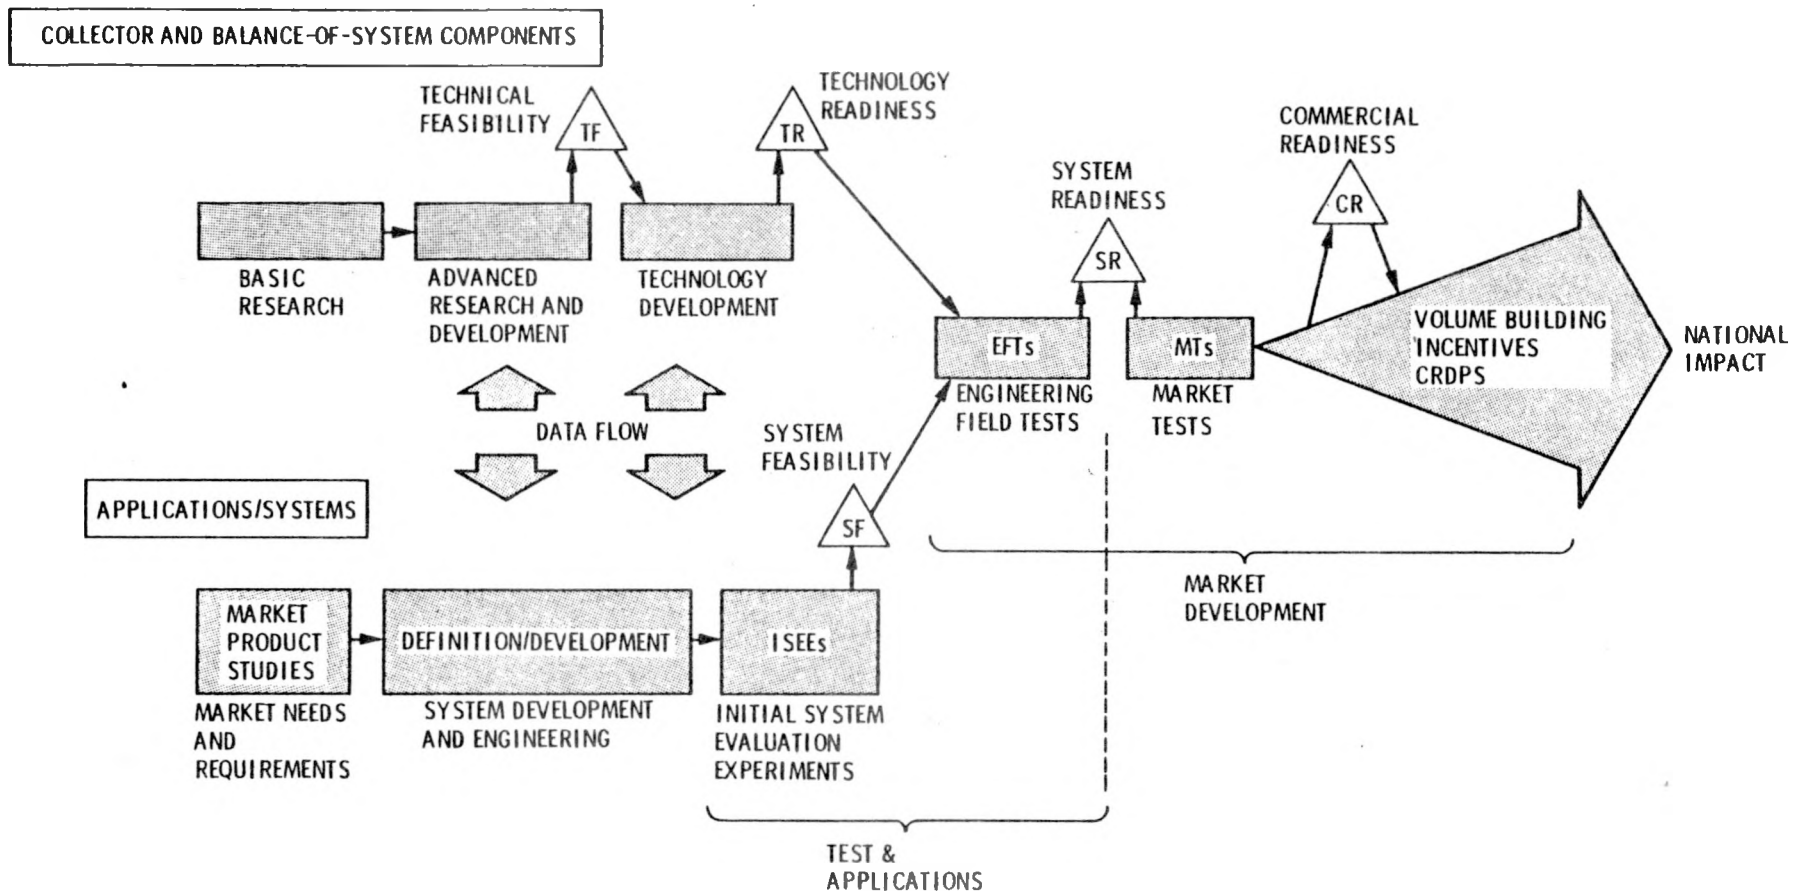 COLLECTOR AND BALANCE-OF-SYSTEM COMPONENTS
TECHNICAL
FEASIBILITY
TF
TECHNOLOGY
READINESS
TR
COMMERCIAL
READINESS
CR
SYSTEM
READINESS
SR
BASIC
RESEARCH
ADVANCED
RESEARCH AND
DEVELOPMENT
TECHNOLOGY
DEVELOPMENT
EFTs
ENGINEERING
FIELD TESTS
MTs
MARKET
TESTS
VOLUME BUILDING
INCENTIVES
CRDPS
NATIONAL
IMPACT
DATA FLOW
SYSTEM
FEASIBILITY
SF
APPLICATIONS/SYSTEMS
MARKET
PRODUCT
STUDIES
DEFINITION/DEVELOPMENT
ISEEs
MARKET NEEDS
AND
REQUIREMENTS
SYSTEM DEVELOPMENT
AND ENGINEERING
INITIAL SYSTEM
EVALUATION
EXPERIMENTS
MARKET
DEVELOPMENT
TEST &
APPLICATIONS